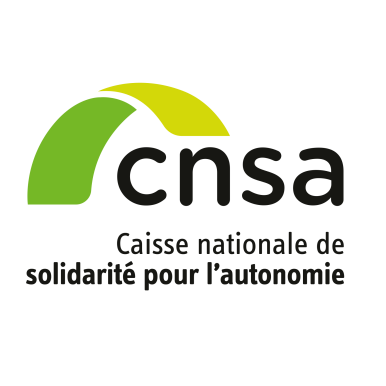 cnsa
Caisse nationale de
solidarité pour l'autonomie